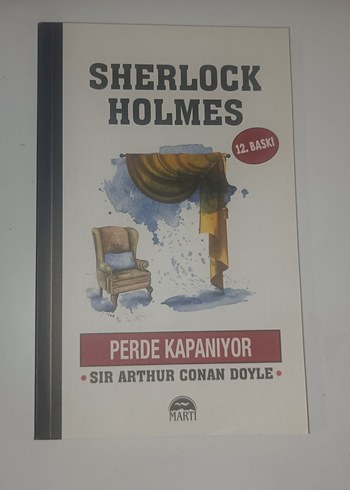 SHERLOCK
HOLMES
12. BASKI
PERDE KAPANIYOR
• SIR ARTHUR CONAN DOYLE •
MARTI